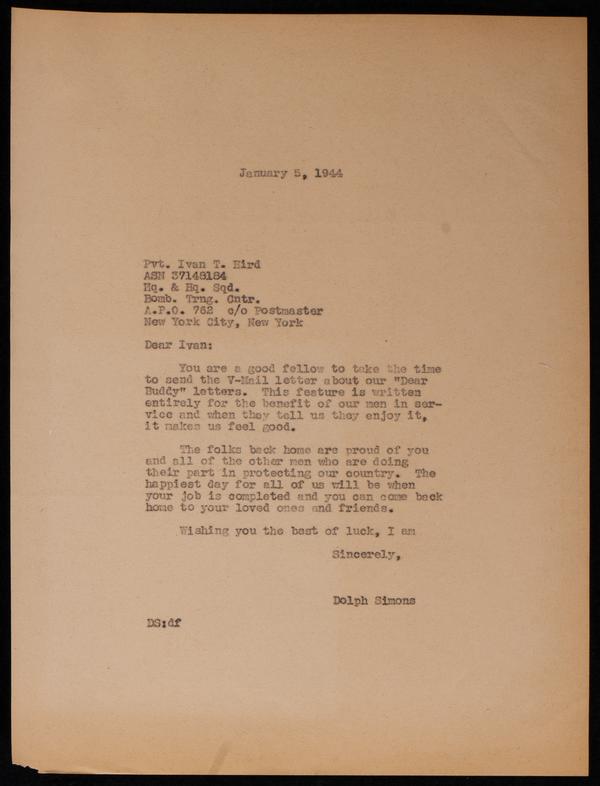 January 5, 1944
Pvt. Ivan T. Hird
ASN 37148184
Hq. & Hq. Sqd.
Bomb. Trng. Cntr.
A.P.O. 762 c/o Postmaster
New York City, New York
Dear Ivan:
You are a good fellow to take the time
to send the V-Mail letter about our "Dear
Buddy" letters. This feature is written
entirely for the benefit of our men in ser-
vice and when they tell us they enjoy it,
it makes us feel good.
The folks back home are proud of you
and all of the other men who are doing
their part in protecting our country. The
happiest day for all of us will be when
your job is completed and you can come back
home to your loved ones and friends.
Wishing you the best of luck, I am
Sincerely,
Dolph Simons
DS:df